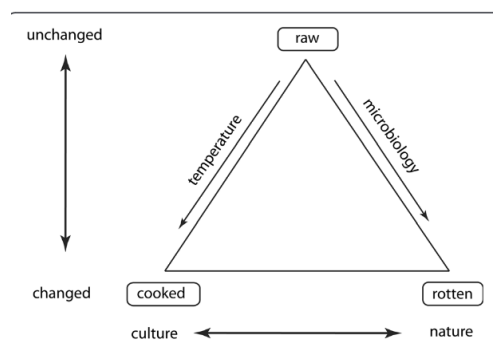 unchanged
raw
temperature
microbiology
changed
cooked
rotten
culture
nature